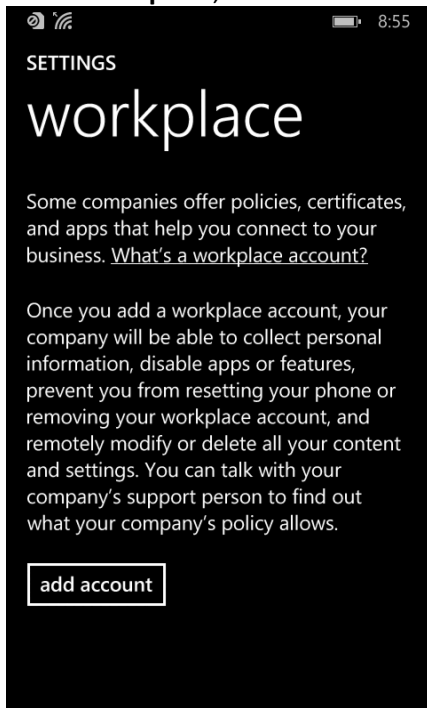 8:55
SETTINGS
workplace
Some companies offer policies, certificates,
and apps that help you connect to your
business. What's a workplace account?
Once you add a workplace account, your
company will be able to collect personal
information, disable apps or features,
prevent you from resetting your phone or
removing your workplace account, and
remotely modify or delete all your content
and settings. You can talk with your
company's support person to find out
what your company's policy allows.
add account